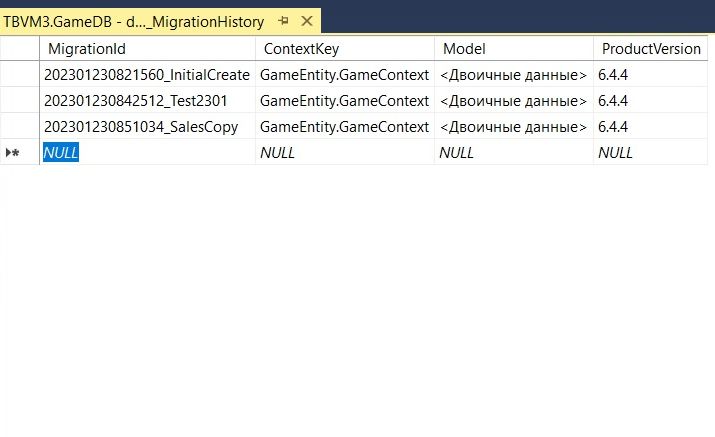 TBVM3.GameDB - d..._MigrationHistory
MigrationId ContextKey Model ProductVersion
202301230821560_InitialCreate GameEntity.GameContext <Двоичные данные> 6.4.4
202301230842512_Test2301 GameEntity.GameContext <Двоичные данные> 6.4.4
202301230851034_SalesCopy GameEntity.GameContext <Двоичные данные> 6.4.4
NULL NULL NULL NULL